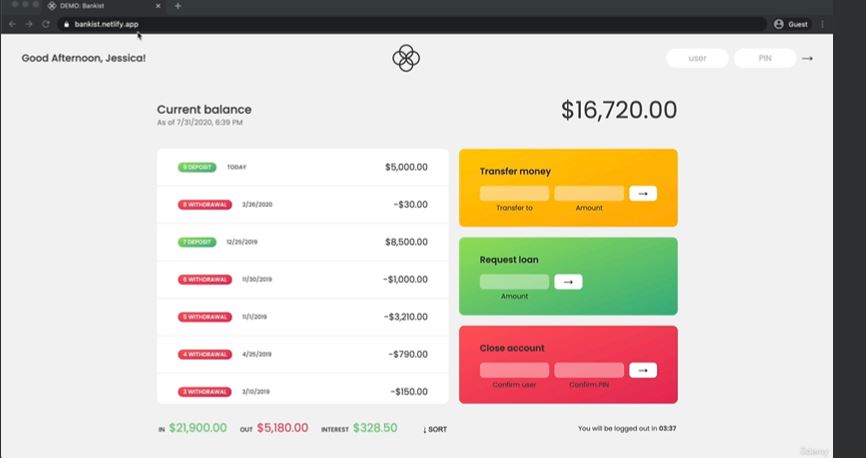 DEMO: Bankist
bankist.netlify.app
Guest
Good Afternoon, Jessica!
user
PIN
Current balance
As of 7/31/2020, 6:39 PM
$16,720.00
9 DEPOSIT TODAY $5,000.00
8 WITHDRAWAL 2/26/2020 -$30.00
7 DEPOSIT 12/25/2019 $8,500.00
6 WITHDRAWAL 11/30/2019 -$1,000.00
5 WITHDRAWAL 11/1/2019 -$3,210.00
4 WITHDRAWAL 4/25/2019 -$790.00
3 WITHDRAWAL 3/10/2019 -$150.00
Transfer money
Transfer to Amount
Request loan
Amount
Close account
Confirm user Confirm PIN
IN $21,900.00 OUT $5,180.00 INTEREST $328.50 ↓ SORT
You will be logged out in 03:37
ûdemy